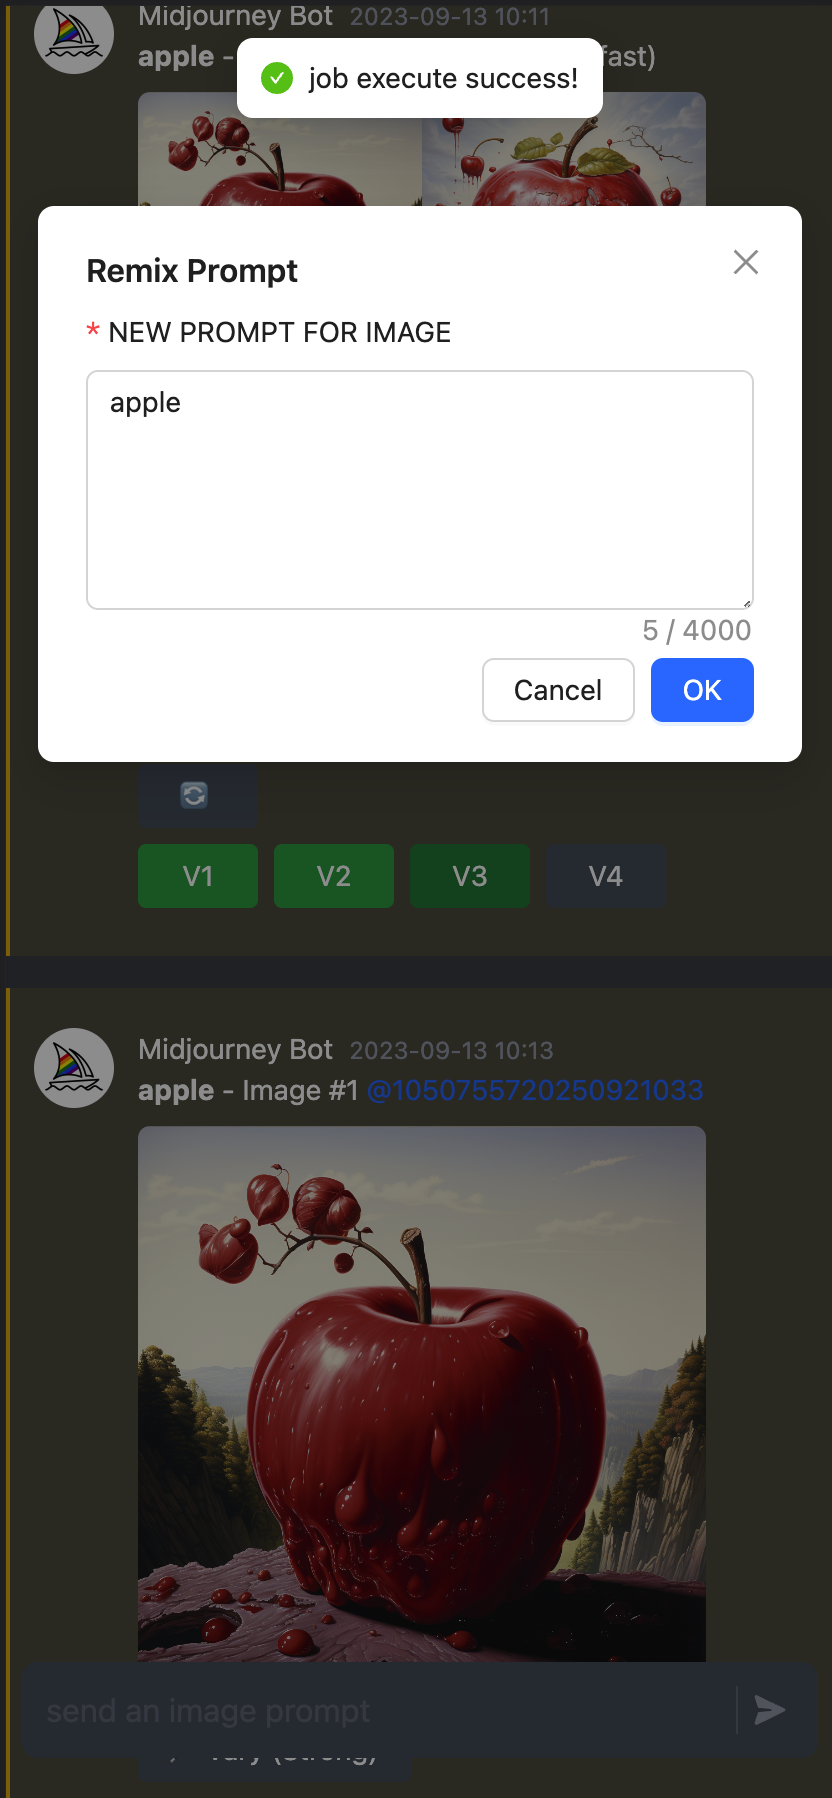 Midjourney Bot 2023-09-13 10:11
apple - fast)
job execute success!
Remix Prompt
* NEW PROMPT FOR IMAGE
apple
5 / 4000
Cancel OK
V1 V2 V3 V4
Midjourney Bot 2023-09-13 10:13
apple - Image #1 @1050755720250921033
send an image prompt
Vary (Strong)